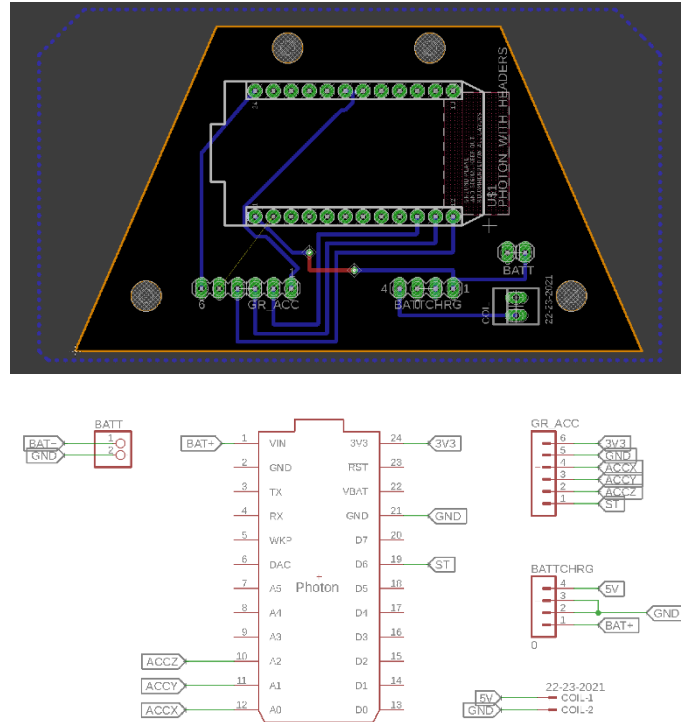 24
13
PHOTON WITH HEADERS
U$1
1
12
6
GR_ACC
1
BATT
4
BATTCHRG
0
1
COIL
22-23-2021
BATT
BAT-
1
GND
2
BAT+
1
VIN
3V3
24
3V3
2
GND
RST
23
3
TX
VBAT
22
4
RX
GND
21
GND
5
WKP
D7
20
6
DAC
D6
19
ST
7
A5
Photon
D5
18
8
A4
D4
17
9
A3
D3
16
ACCZ
10
A2
D2
15
ACCY
11
A1
D1
14
ACCX
12
A0
D0
13
GR_ACC
6
3V3
5
GND
4
ACCX
3
ACCY
2
ACCZ
1
ST
BATTCHRG
4
5V
3
2
GND
1
BAT+
0
22-23-2021
5V
COIL-1
GND
COIL-2